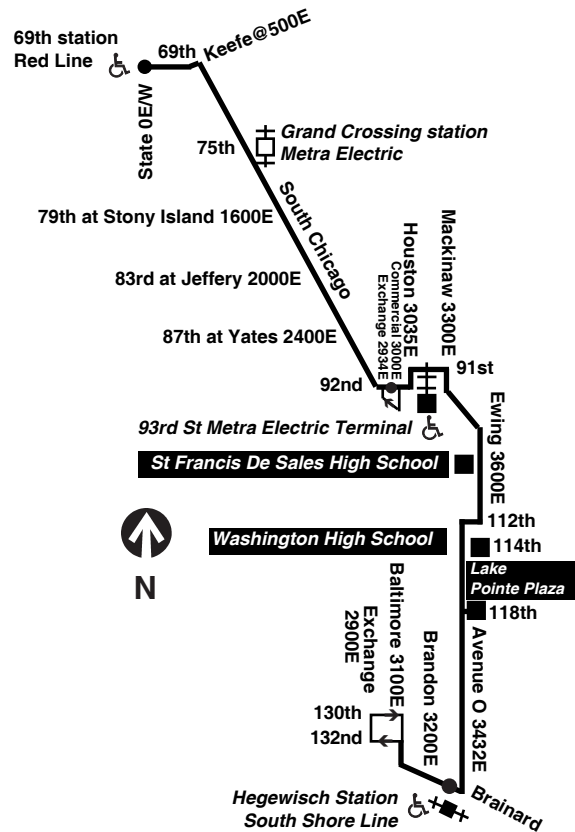 69th station
Red Line
69th
Keefe@500E
State 0E/W
75th
Grand Crossing station
Metra Electric
South Chicago
79th at Stony Island 1600E
83rd at Jeffery 2000E
87th at Yates 2400E
92nd
Exchange 2934E
Commercial 3000E
Houston 3035E
Mackinaw 3300E
91st
93rd St Metra Electric Terminal
Ewing 3600E
St Francis De Sales High School
112th
Washington High School
114th
Lake
Pointe Plaza
118th
N
Exchange
2900E
Baltimore 3100E
Brandon 3200E
Avenue O 3432E
130th
132nd
Hegewisch Station
South Shore Line
Brainard